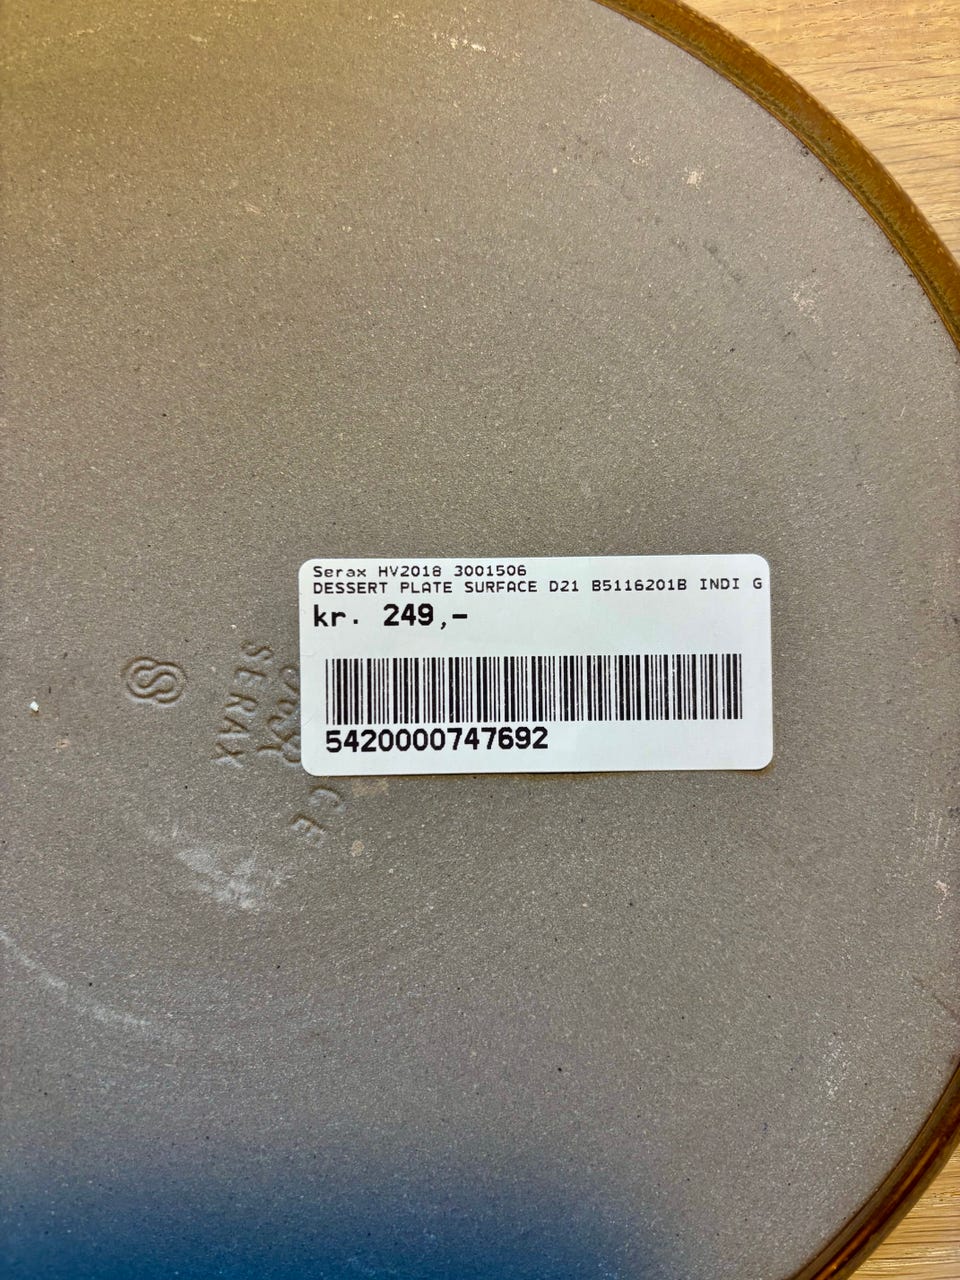 Serax HV2018 3001506
DESSERT PLATE SURFACE D21 B5116201B INDI G
kr. 249,-
5420000747692
SERAX